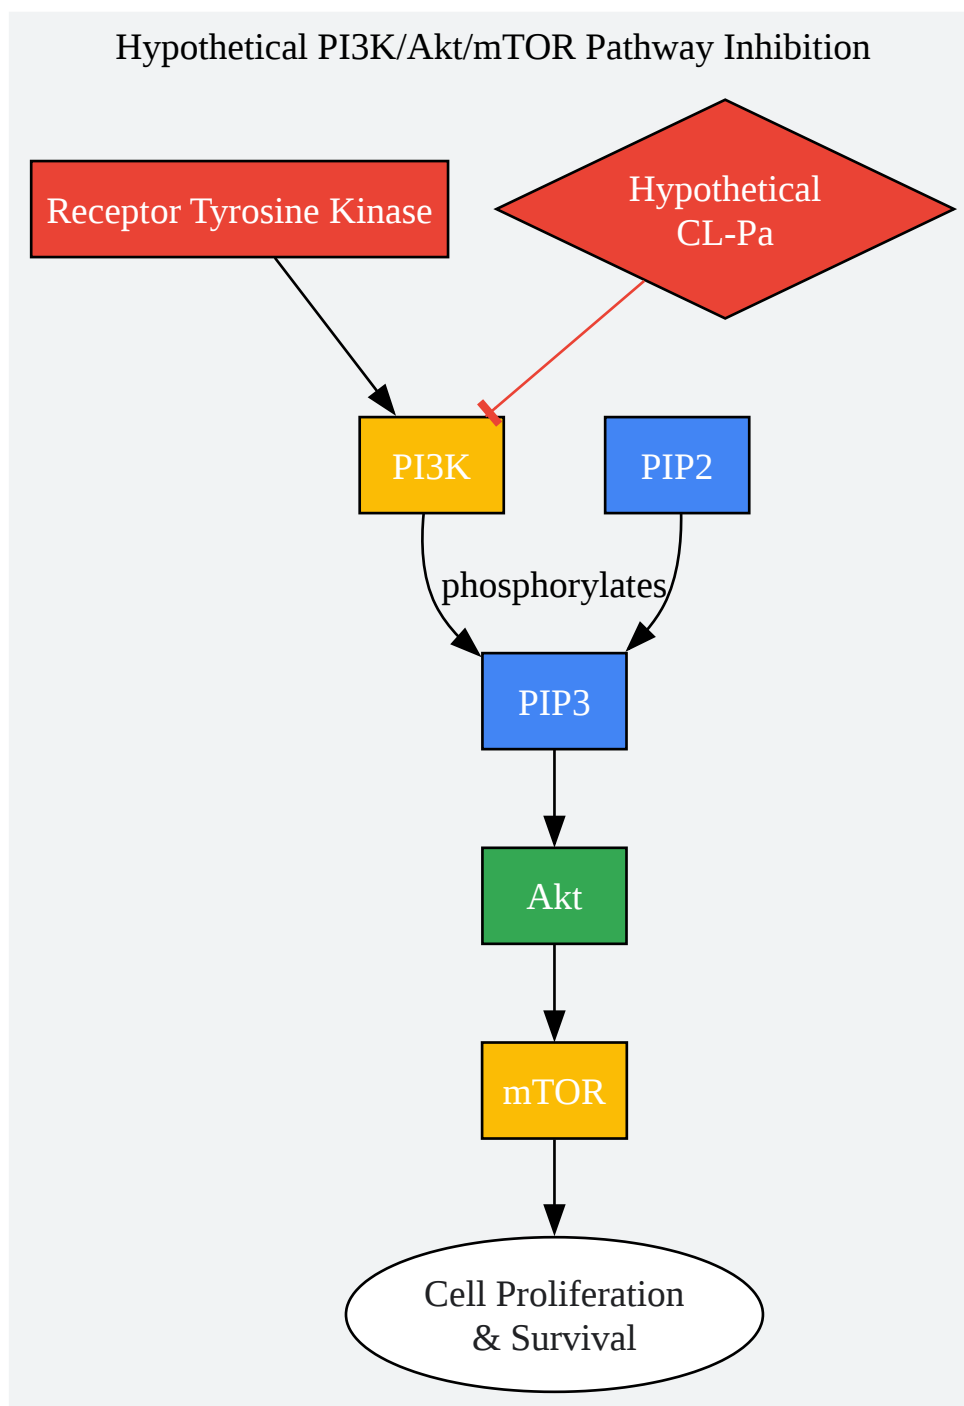 Hypothetical PI3K/Akt/mTOR Pathway Inhibition
Receptor Tyrosine Kinase
Hypothetical
CL-Pa
PI3K
PIP2
phosphorylates
PIP3
Akt
mTOR
Cell Proliferation
& Survival